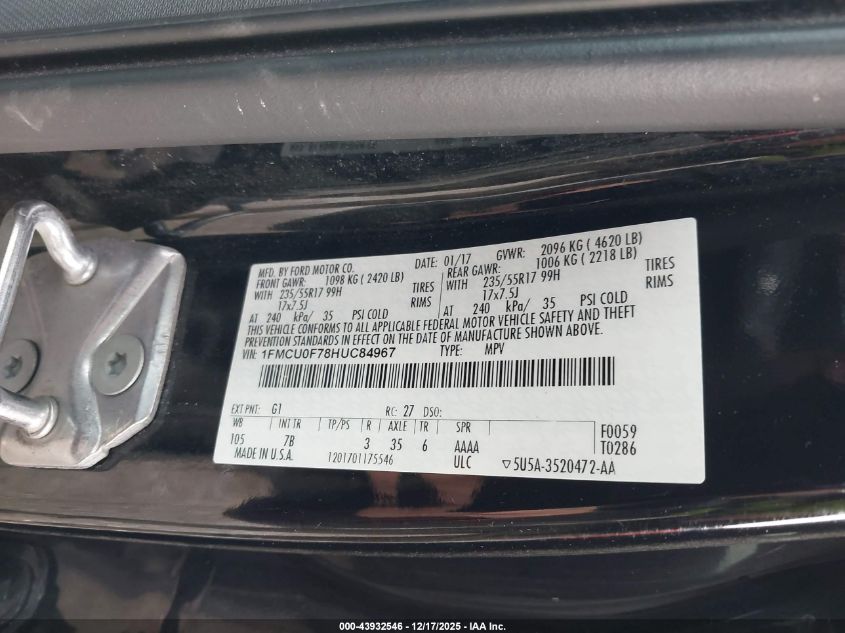 MFD. BY FORD MOTOR CO. DATE: 01/17 GVWR: 2096 KG ( 4620 LB)
FRONT GAWR: 1098 KG ( 2420 LB) REAR GAWR: 1006 KG ( 2218 LB)
WITH 235/55R17 99H TIRES WITH 235/55R17 99H TIRES
17x7.5J RIMS 17x7.5J RIMS
AT 240 kPa/ 35 PSI COLD AT 240 kPa/ 35 PSI COLD
THIS VEHICLE CONFORMS TO ALL APPLICABLE FEDERAL MOTOR VEHICLE SAFETY AND THEFT
PREVENTION STANDARDS IN EFFECT ON THE DATE OF MANUFACTURE SHOWN ABOVE.
VIN: 1FMCU0F78HUC84967 TYPE: MPV
EXT PNT: G1 RC: 27 DSO: F0059
WB INT TR TP/PS R AXLE TR SPR T0286
105 7B 3 35 6 AAAA
MADE IN U.S.A. 1201701175546 ULC ▽5U5A-3520472-AA
000-43932546 - 12/17/2025 - IAA Inc.